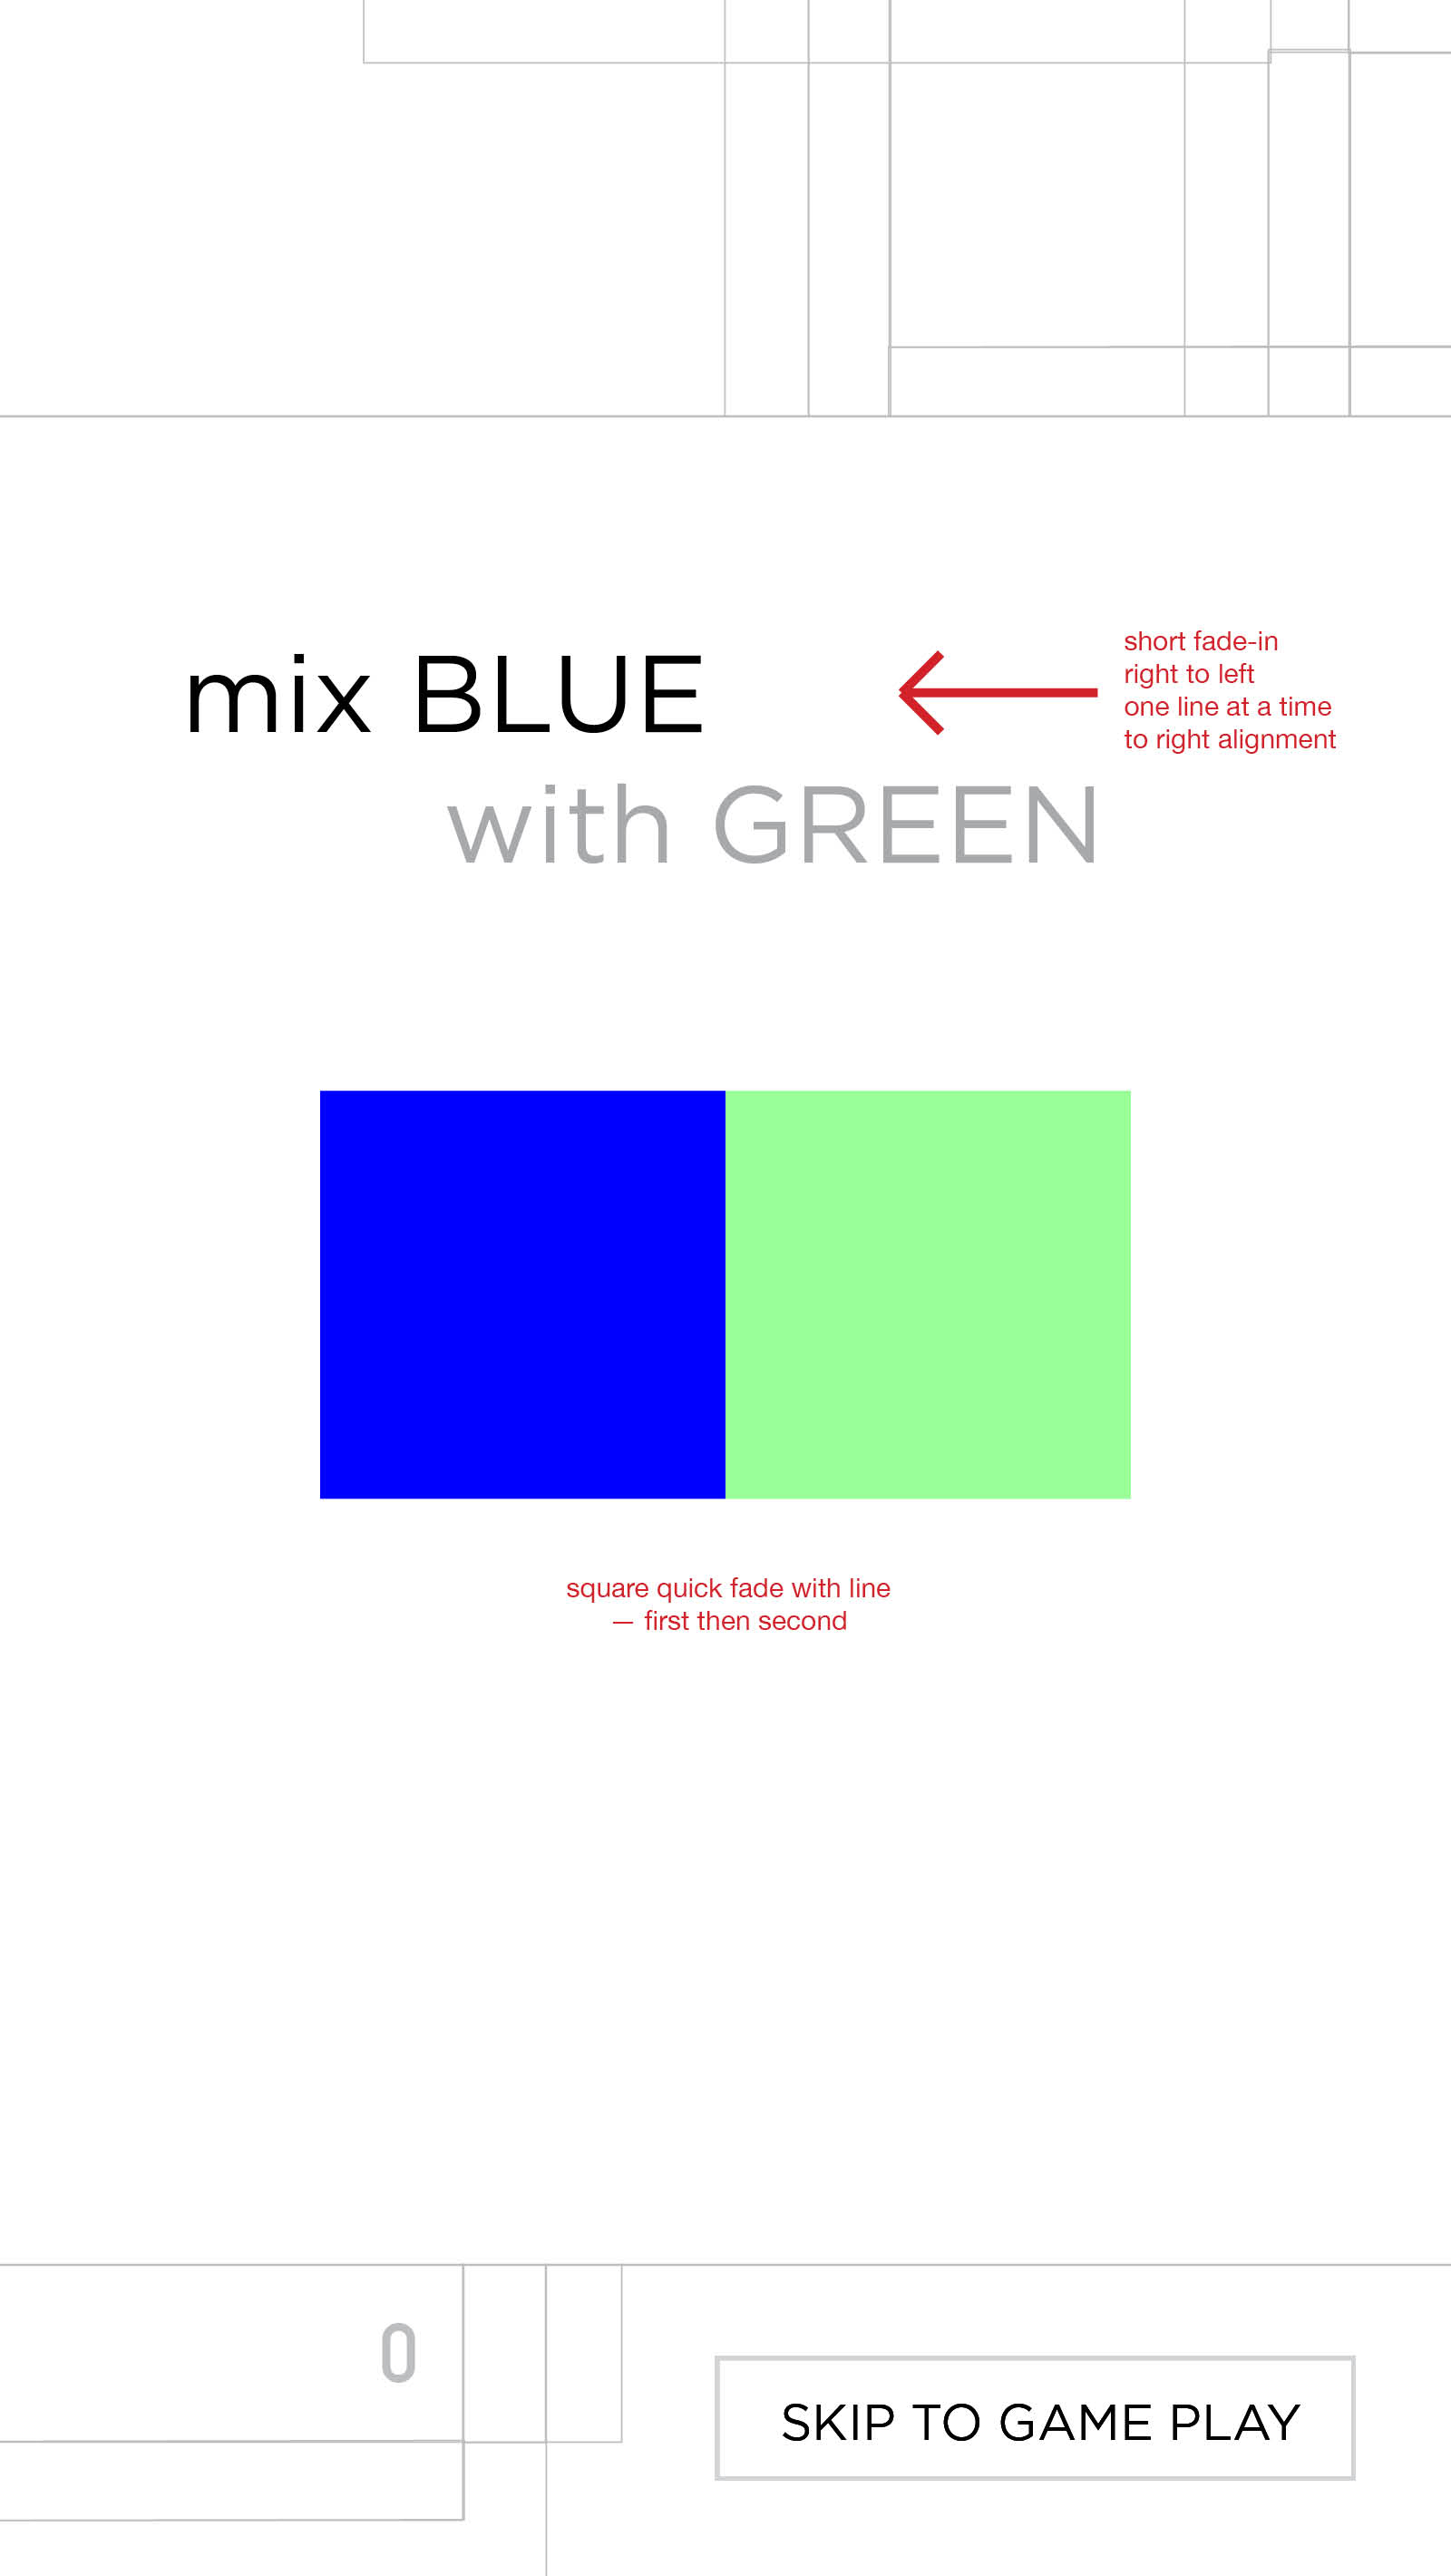 short fade-in
right to left
one line at a time
to right alignment
mix BLUE
with GREEN
square quick fade with line
— first then second
0
SKIP TO GAME PLAY